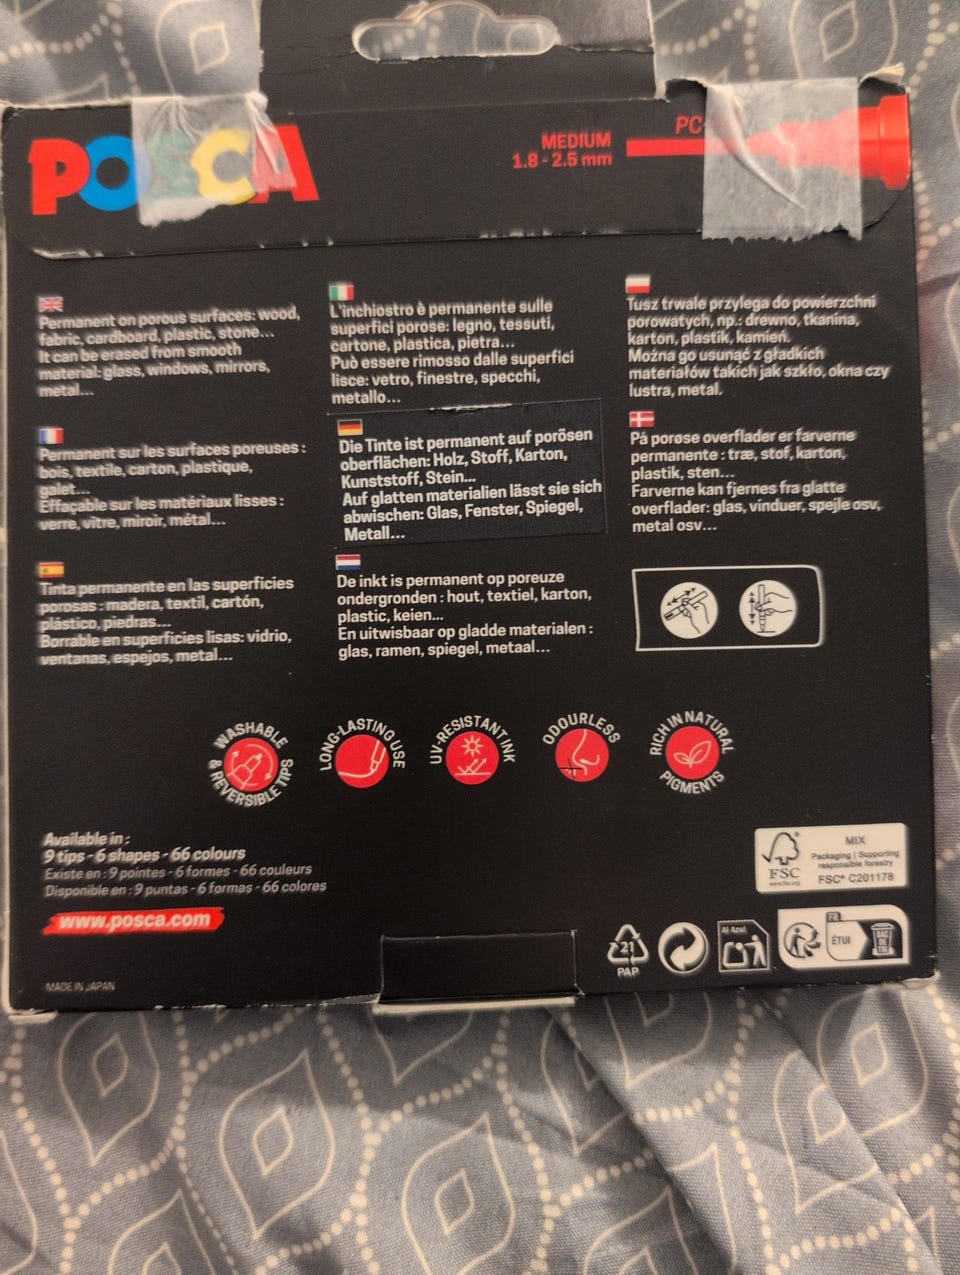 POSCA
MEDIUM
1.8 - 2.5 mm
PC-
Permanent on porous surfaces: wood,
fabric, cardboard, plastic, stone...
It can be erased from smooth
material: glass, windows, mirrors,
metal...
Permanent sur les surfaces poreuses :
bois, textile, carton, plastique,
galet...
Effaçable sur les matériaux lisses :
verre, vitre, miroir, métal...
Tinta permanente en las superficies
porosas : madera, textil, cartón,
plástico, piedras...
Borrable en superficies lisas: vidrio,
ventanas, espejos, metal...
L'inchiostro è permanente sulle
superfici porose: legno, tessuti,
cartone, plastica, pietra...
Può essere rimosso dalle superfici
lisce: vetro, finestre, specchi,
metallo...
Die Tinte ist permanent auf porösen
oberflächen: Holz, Stoff, Karton,
Kunststoff, Stein...
Auf glatten materialien lässt sie sich
abwischen: Glas, Fenster, Spiegel,
Metall...
De inkt is permanent op poreuze
ondergronden : hout, textiel, karton,
plastic, keien...
En uitwisbaar op gladde materialen :
glas, ramen, spiegel, metaal...
Tusz trwale przylega do powierzchni
porowatych, np.: drewno, tkanina,
karton, plastik, kamień.
Można go usunąć z gładkich
materiałów takich jak szkło, okna czy
lustra, metal.
På porøse overflader er farverne
permanente : træ, stof, karton,
plastik, sten...
Farverne kan fjernes fra glatte
overflader: glas, vinduer, spejle osv,
metal osv...
WASHABLE
& REVERSIBLE TIPS
LONG-LASTING USE
UV-RESISTANT INK
ODOURLESS
RICH IN NATURAL
PIGMENTS
Available in :
9 tips - 6 shapes - 66 colours
Existe en : 9 pointes - 6 formes - 66 couleurs
Disponible en : 9 puntas - 6 formas - 66 colores
www.posca.com
MADE IN JAPAN
FSC
www.fsc.org
MIX
Packaging | Supporting
responsible forestry
FSC® C201178
21
PAP
Al Azul
FR
ÉTUI
BAC
DE
TRI